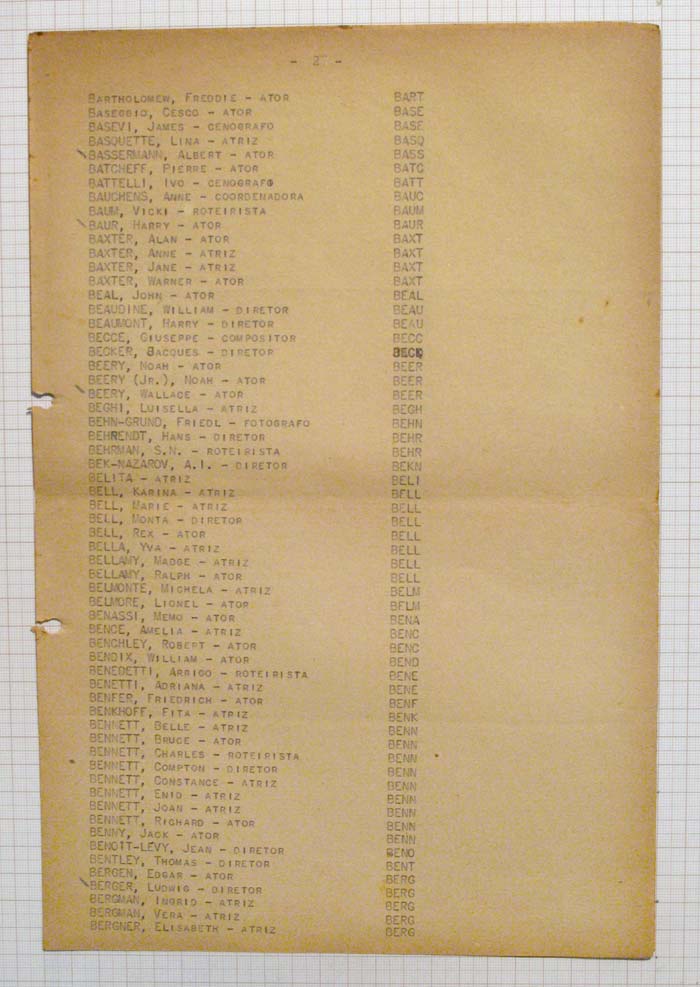 - 2 -
BARTHOLOMEW, FREDDIE - ATOR BART
BASEGGIO, CESCO - ATOR BASE
BASEVI, JAMES - CENOGRAFO BASE
BASQUETTE, LINA - ATRIZ BASQ
BASSERMANN, ALBERT - ATOR BASS
BATCHEFF, PIERRE - ATOR BATC
BATTELLI, IVO - CENOGRAFO BATT
BAUCHENS, ANNE - COORDENADORA BAUC
BAUM, VICKI - ROTEIRISTA BAUM
BAUR, HARRY - ATOR BAUR
BAXTER, ALAN - ATOR BAXT
BAXTER, ANNE - ATRIZ BAXT
BAXTER, JANE - ATRIZ BAXT
BAXTER, WARNER - ATOR BAXT
BEAL, JOHN - ATOR BEAL
BEAUDINE, WILLIAM - DIRETOR BEAU
BEAUMONT, HARRY - DIRETOR BEAU
BECCE, GIUSEPPE - COMPOSITOR BECC
BECKER, JACQUES - DIRETOR BECK
BEERY, NOAH - ATOR BEER
BEERY (JR.), NOAH - ATOR BEER
BEERY, WALLACE - ATOR BEER
BEGHI, LUISELLA - ATRIZ BEGH
BEHN-GRUND, FRIEDL - FOTOGRAFO BEHN
BEHRENDT, HANS - DIRETOR BEHR
BEHRMAN, S.N. - ROTEIRISTA BEHR
BEK-NAZAROV, A.I. - DIRETOR BEKN
BELITA - ATRIZ BELI
BELL, KARINA - ATRIZ BELL
BELL, MARIE - ATRIZ BELL
BELL, MONTA - DIRETOR BELL
BELL, REX - ATOR BELL
BELLA, YVA - ATRIZ BELL
BELLAMY, MADGE - ATRIZ BELL
BELLAMY, RALPH - ATOR BELL
BELMONTE, MICHELA - ATRIZ BELM
BELMORE, LIONEL - ATOR BELM
BENASSI, MEMO - ATOR BENA
BENCE, AMELIA - ATRIZ BENC
BENCHLEY, ROBERT - ATOR BENC
BENDIX, WILLIAM - ATOR BEND
BENEDETTI, ARRIGO - ROTEIRISTA BENE
BENETTI, ADRIANA - ATRIZ BENE
BENFER, FRIEDRICH - ATOR BENF
BENKHOFF, FITA - ATRIZ BENK
BENNETT, BELLE - ATRIZ BENN
BENNETT, BRUCE - ATOR BENN
BENNETT, CHARLES - ROTEIRISTA BENN
BENNETT, COMPTON - DIRETOR BENN
BENNETT, CONSTANCE - ATRIZ BENN
BENNETT, ENID - ATRIZ BENN
BENNETT, JOAN - ATRIZ BENN
BENNETT, RICHARD - ATOR BENN
BENNY, JACK - ATOR BENN
BENOIT-LEVY, JEAN - DIRETOR BENO
BENTLEY, THOMAS - DIRETOR BENT
BERGEN, EDGAR - ATOR BERG
BERGER, LUDWIG - DIRETOR BERG
BERGMAN, INGRID - ATRIZ BERG
BERGMAN, VERA - ATRIZ BERG
BERGNER, ELISABETH - ATRIZ BERG